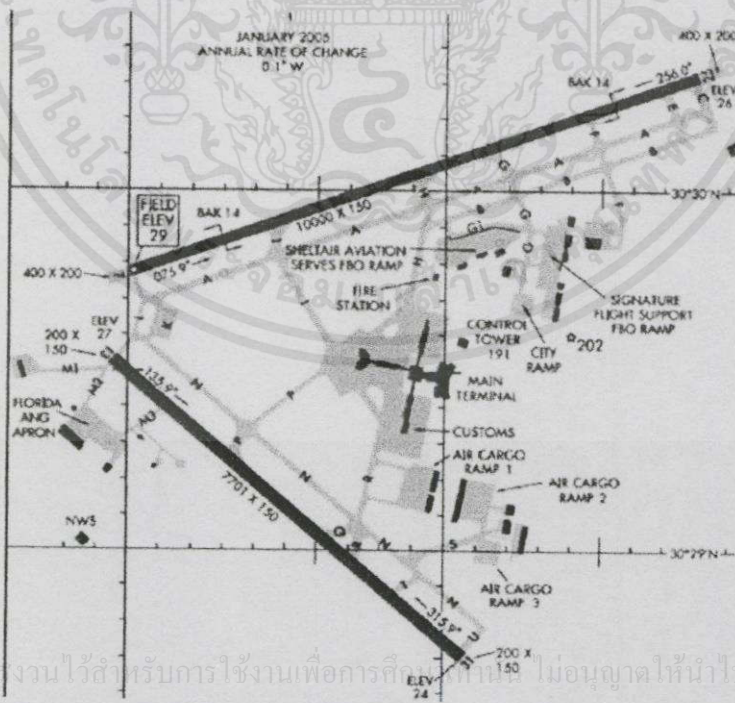 JANUARY 2005
ANNUAL RATE OF CHANGE
0.1° W
400 X 200
BAK 14
256.0°
ELEV
26
30°30'N
FIELD
ELEV
29
BAK 14
10000 X 150
075.9°
400 X 200
SHELTAIR AVIATION
SERVES FBO RAMP
G1
FIRE
STATION
SIGNATURE
FLIGHT SUPPORT
FBO RAMP
CONTROL
TOWER
191
CITY
RAMP
202
200 X
150
ELEV
27
135.9°
M1
M2
M3
FLORIDA
ANG
APRON
MAIN
TERMINAL
CUSTOMS
AIR CARGO
RAMP 1
AIR CARGO
RAMP 2
7701 X 150
NWS
30°29'N
AIR CARGO
RAMP 3
315.9°
31
200 X
150
ELEV
24